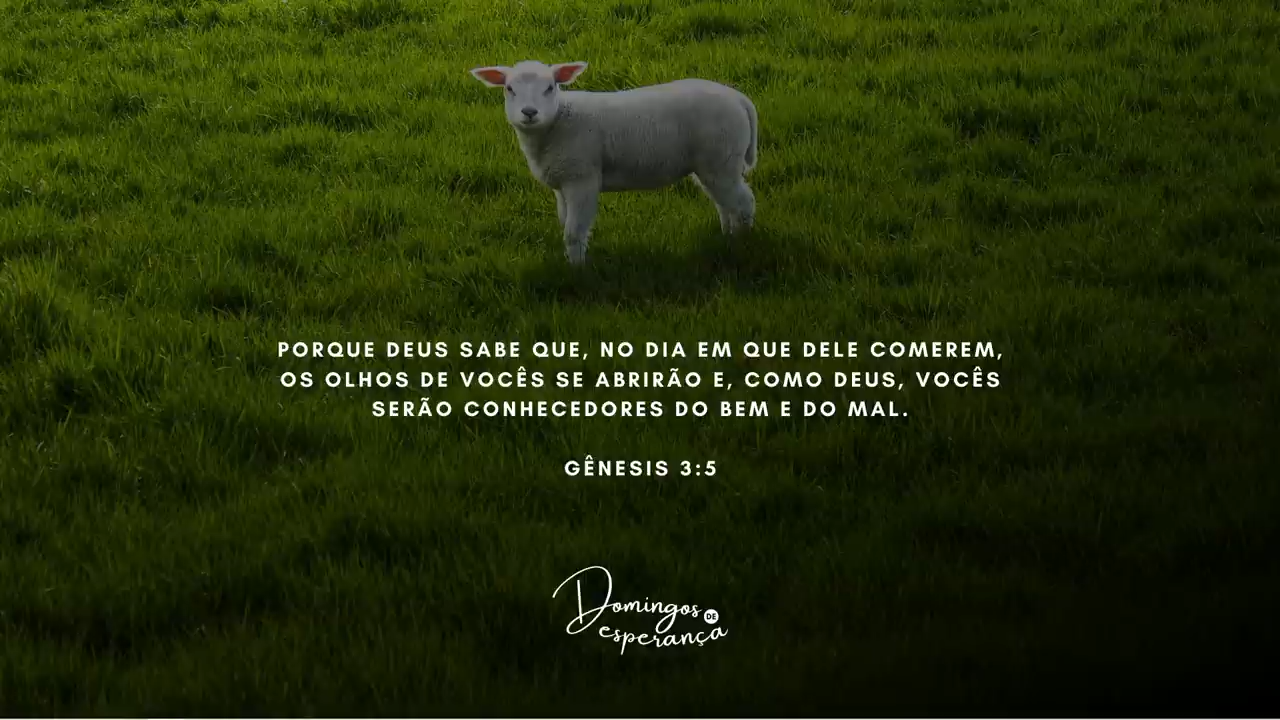 PORQUE DEUS SABE QUE, NO DIA EM QUE DELE COMEREM,
OS OLHOS DE VOCÊS SE ABRIRÃO E, COMO DEUS, VOCÊS
SERÃO CONHECEDORES DO BEM E DO MAL.
GÊNESIS 3:5
Domingos DE
esperança